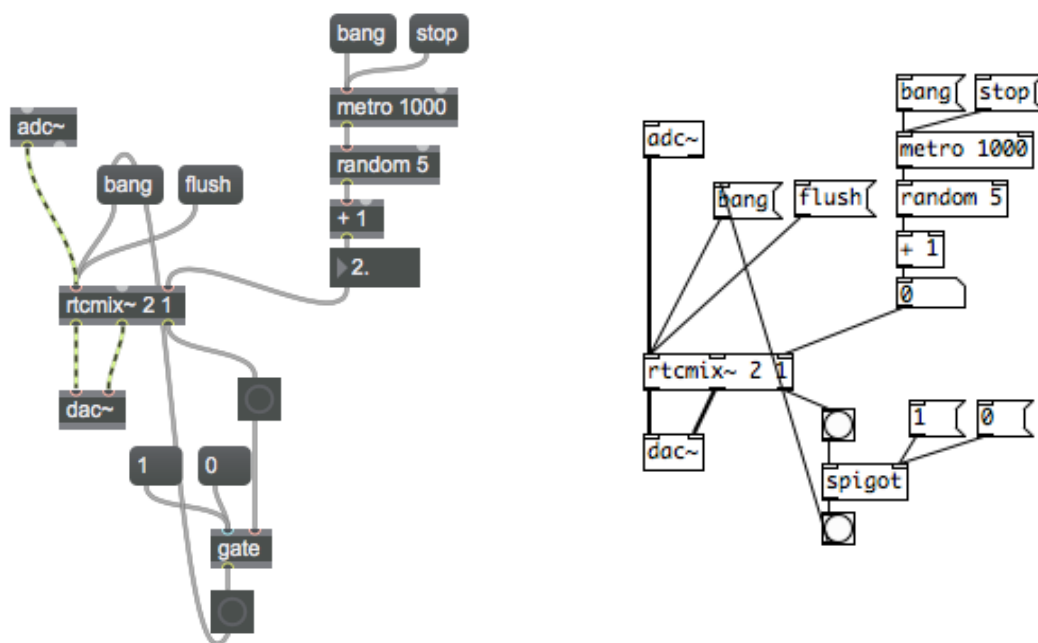 bang stop
metro 1000
adc~
random 5
bang flush
+ 1
2.
rtcmix~ 2 1
dac~
1 0
gate
bang stop
metro 1000
adc~
random 5
bang flush
+ 1
0
rtcmix~ 2 1
1 0
dac~
spigot